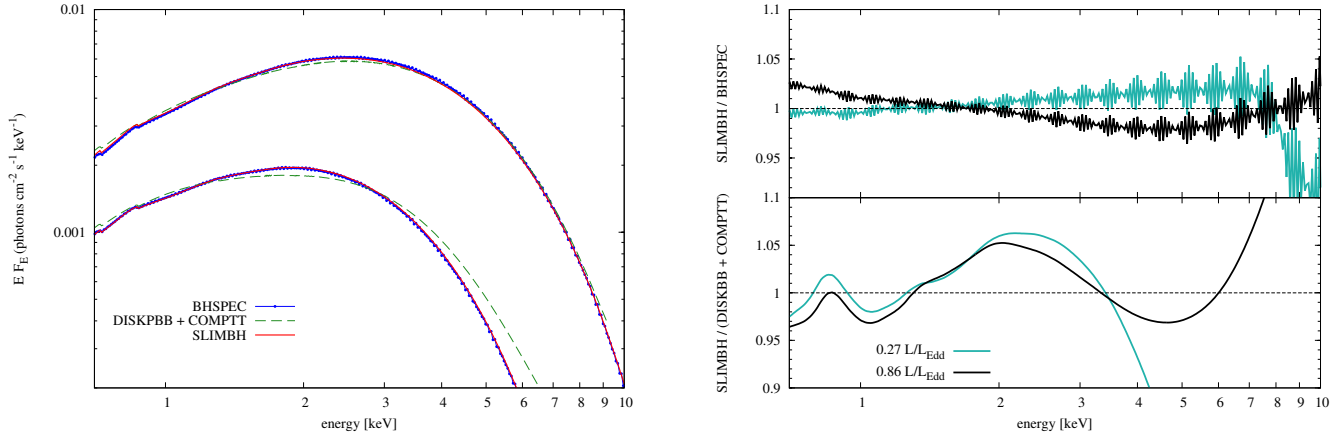 0.01
0.001
E F_E (photons cm^-2 s^-1 keV^-1)
BHSPEC
DISKPBB + COMPTT
SLIMBH
1 2 3 4 5 6 7 8 9 10
energy [keV]
SLIMBH / BHSPEC
1.1
1.05
1
0.95
SLIMBH / (DISKBB + COMPTT)
1.1
1.05
1
0.95
0.9
0.27 L/L_Edd
0.86 L/L_Edd
1 2 3 4 5 6 7 8 9 10
energy [keV]